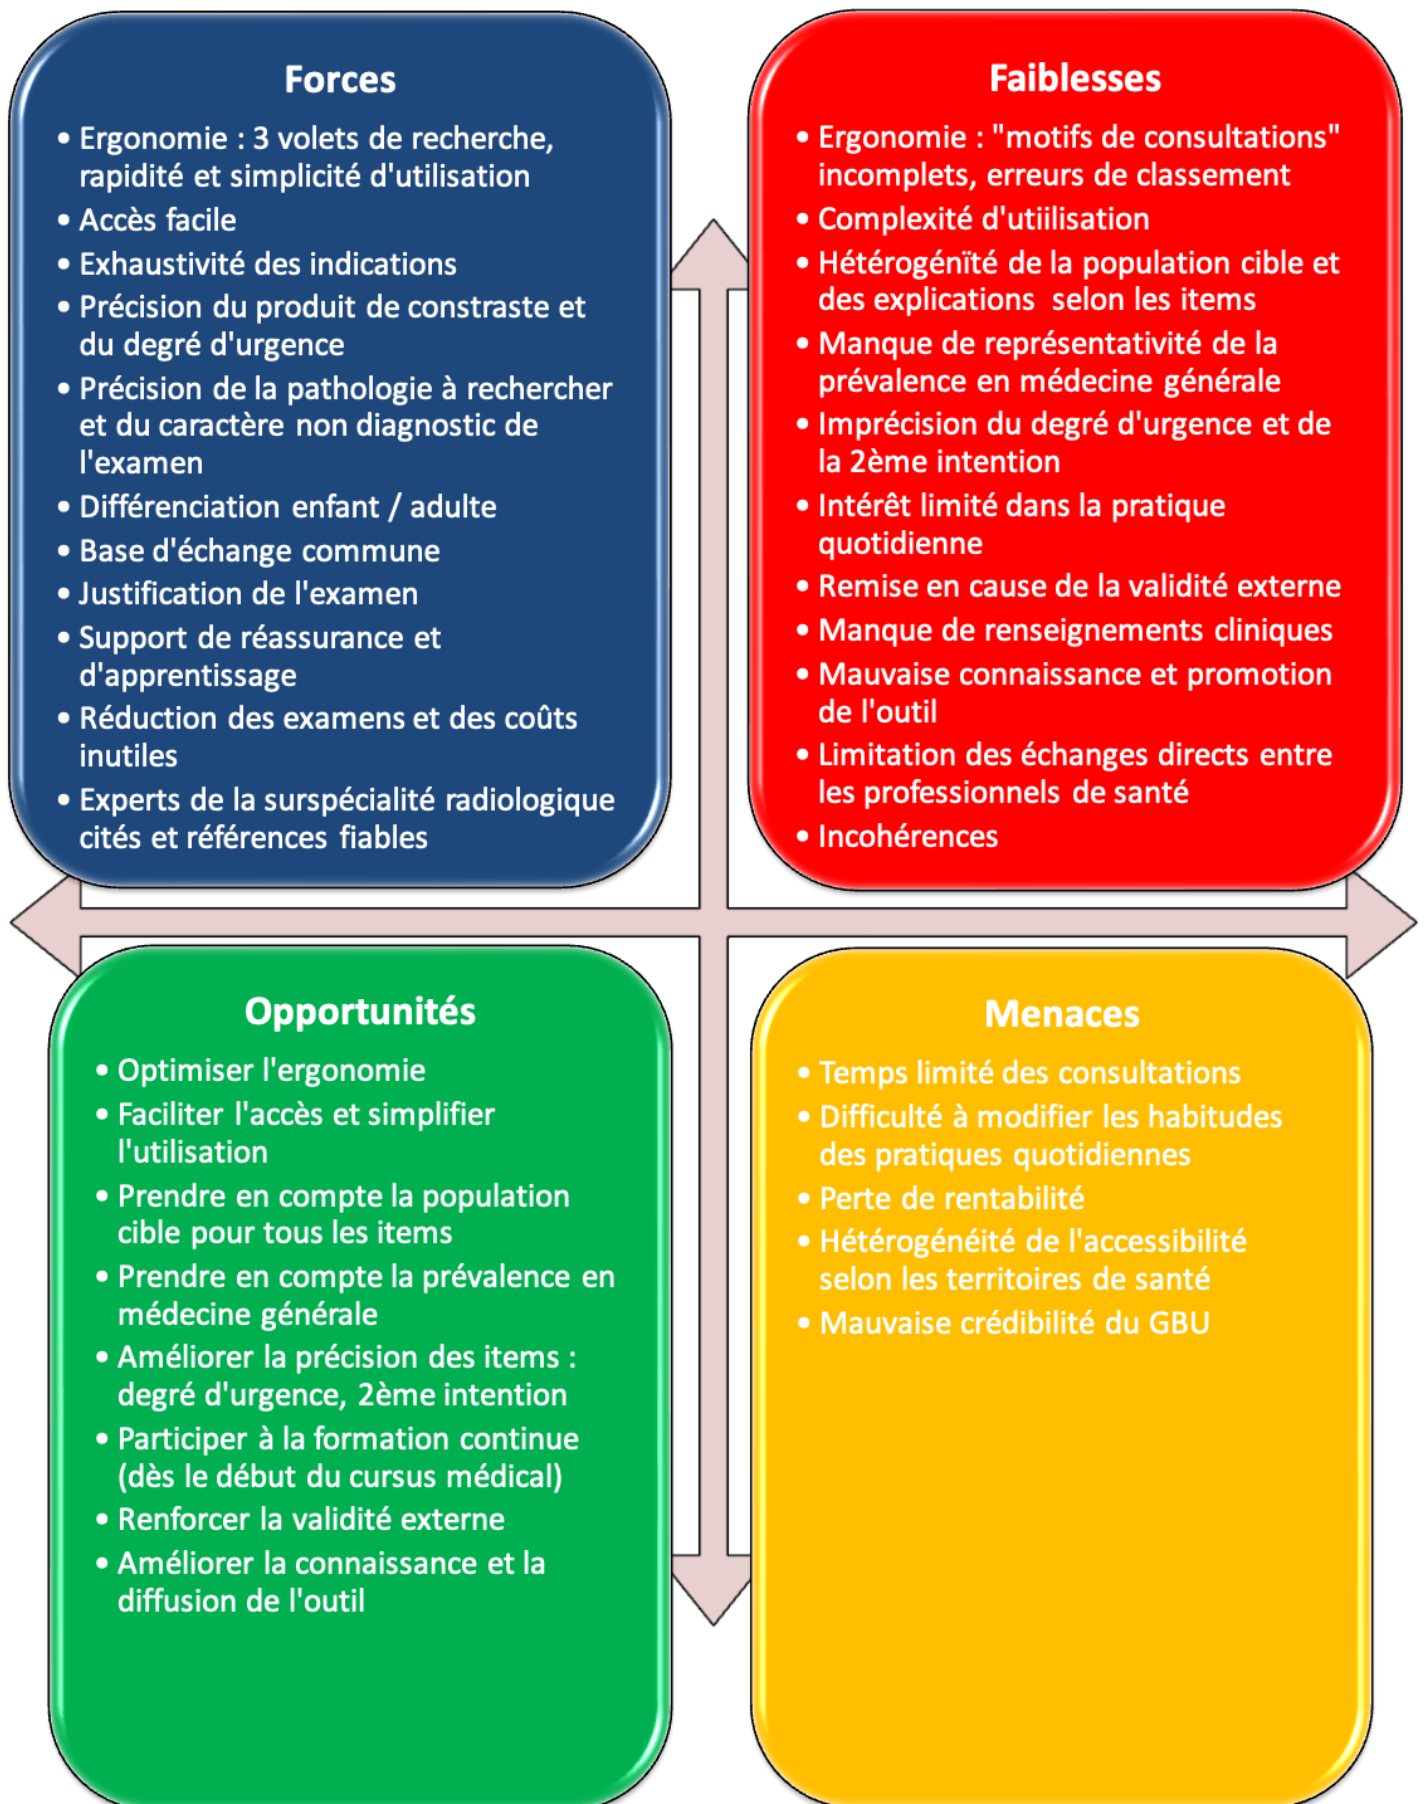 Forces
• Ergonomie : 3 volets de recherche,
rapidité et simplicité d'utilisation
• Accès facile
• Exhaustivité des indications
• Précision du produit de constraste et
du degré d'urgence
• Précision de la pathologie à rechercher
et du caractère non diagnostic de
l'examen
• Différenciation enfant / adulte
• Base d'échange commune
• Justification de l'examen
• Support de réassurance et
d'apprentissage
• Réduction des examens et des coûts
inutiles
• Experts de la surspécialité radiologique
cités et références fiables
Faiblesses
• Ergonomie : "motifs de consultations"
incomplets, erreurs de classement
• Complexité d'utiilisation
• Hétérogénïté de la population cible et
des explications selon les items
• Manque de représentativité de la
prévalence en médecine générale
• Imprécision du degré d'urgence et de
la 2ème intention
• Intérêt limité dans la pratique
quotidienne
• Remise en cause de la validité externe
• Manque de renseignements cliniques
• Mauvaise connaissance et promotion
de l'outil
• Limitation des échanges directs entre
les professionnels de santé
• Incohérences
Opportunités
• Optimiser l'ergonomie
• Faciliter l'accès et simplifier
l'utilisation
• Prendre en compte la population
cible pour tous les items
• Prendre en compte la prévalence en
médecine générale
• Améliorer la précision des items :
degré d'urgence, 2ème intention
• Participer à la formation continue
(dès le début du cursus médical)
• Renforcer la validité externe
• Améliorer la connaissance et la
diffusion de l'outil
Menaces
• Temps limité des consultations
• Difficulté à modifier les habitudes
des pratiques quotidiennes
• Perte de rentabilité
• Hétérogénéité de l'accessibilité
selon les territoires de santé
• Mauvaise crédibilité du GBU